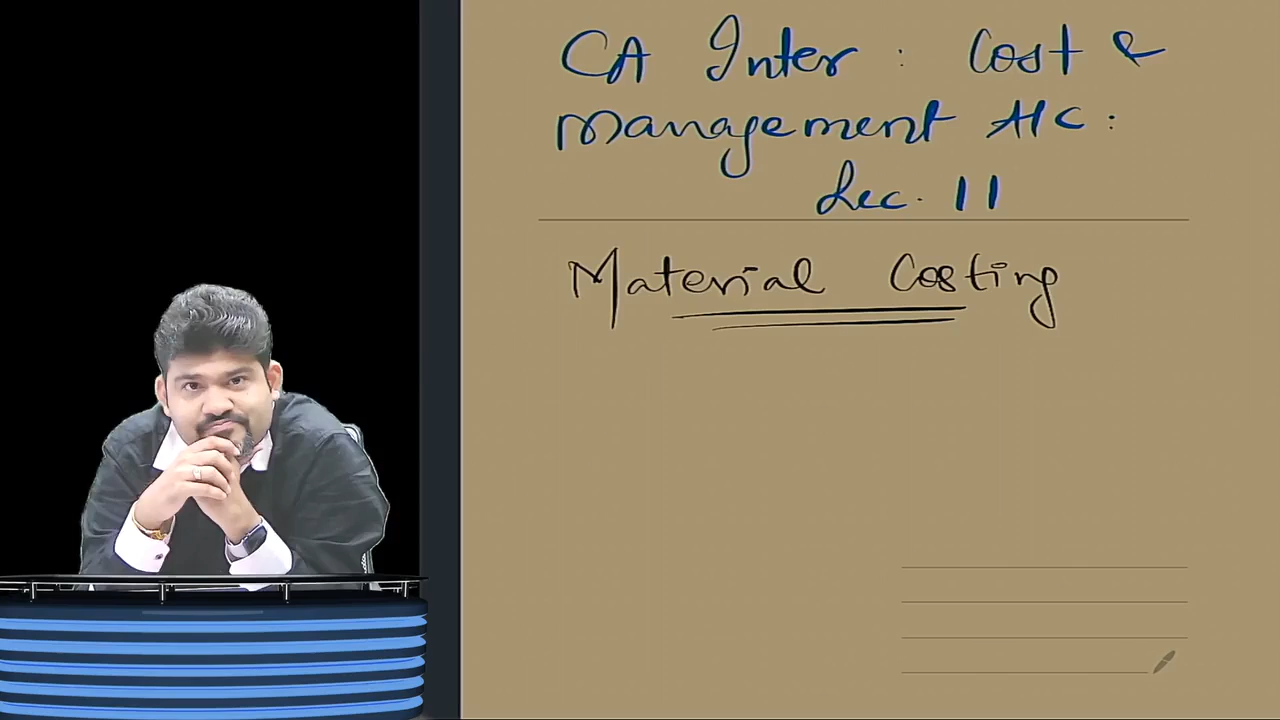 CA Inter : Cost &
management A/C :
Lec. 11
Material Costing